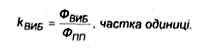 k_ВИБ = Ф_ВИБ / Ф_ПП, частка одиниці.